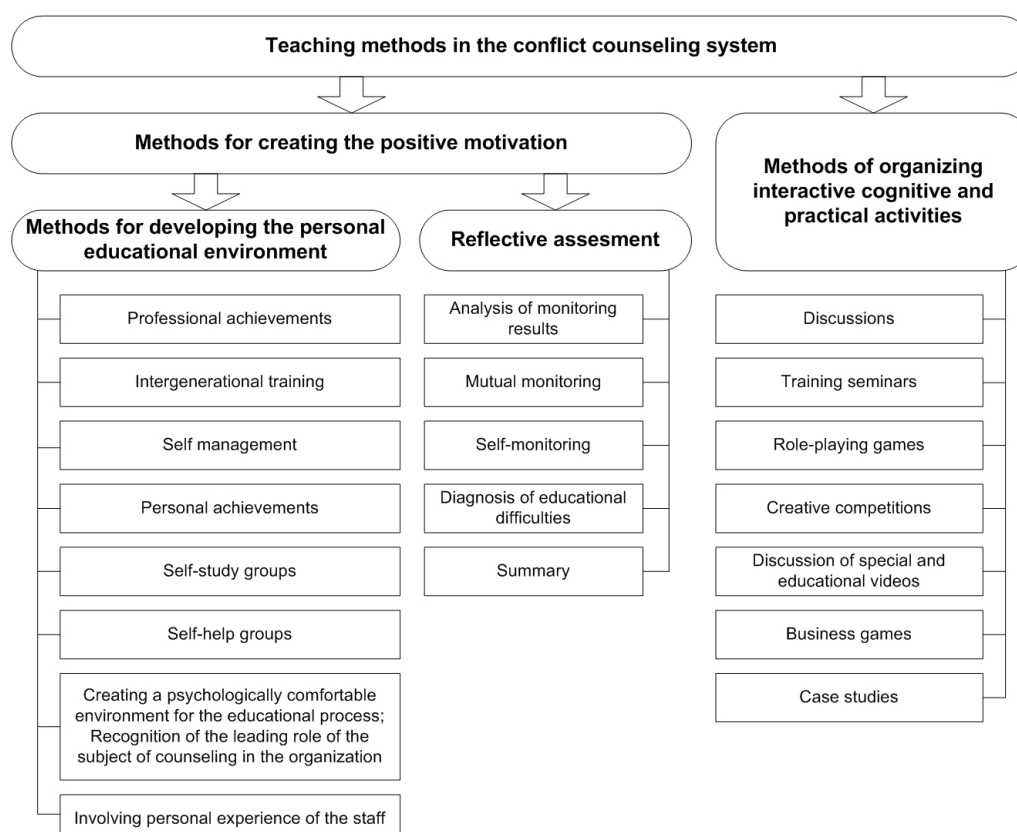 Teaching methods in the conflict counseling system
Methods for creating the positive motivation
Methods for developing the personal
educational environment
Professional achievements
Intergenerational training
Self management
Personal achievements
Self-study groups
Self-help groups
Creating a psychologically comfortable
environment for the educational process;
Recognition of the leading role of the
subject of counseling in the organization
Involving personal experience of the staff
Reflective assesment
Analysis of monitoring
results
Mutual monitoring
Self-monitoring
Diagnosis of educational
difficulties
Summary
Methods of organizing
interactive cognitive and
practical activities
Discussions
Training seminars
Role-playing games
Creative competitions
Discussion of special and
educational videos
Business games
Case studies